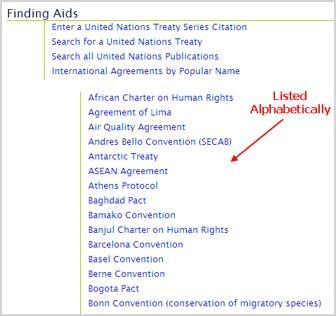 Finding Aids
Enter a United Nations Treaty Series Citation
Search for a United Nations Treaty
Search all United Nations Publications
International Agreements by Popular Name
African Charter on Human Rights
Agreement of Lima
Air Quality Agreement
Andres Bello Convention (SECAB)
Antarctic Treaty
ASEAN Agreement
Athens Protocol
Baghdad Pact
Bamako Convention
Banjul Charter on Human Rights
Barcelona Convention
Basel Convention
Berne Convention
Bogota Pact
Bonn Convention (conservation of migratory species)
Listed
Alphabetically